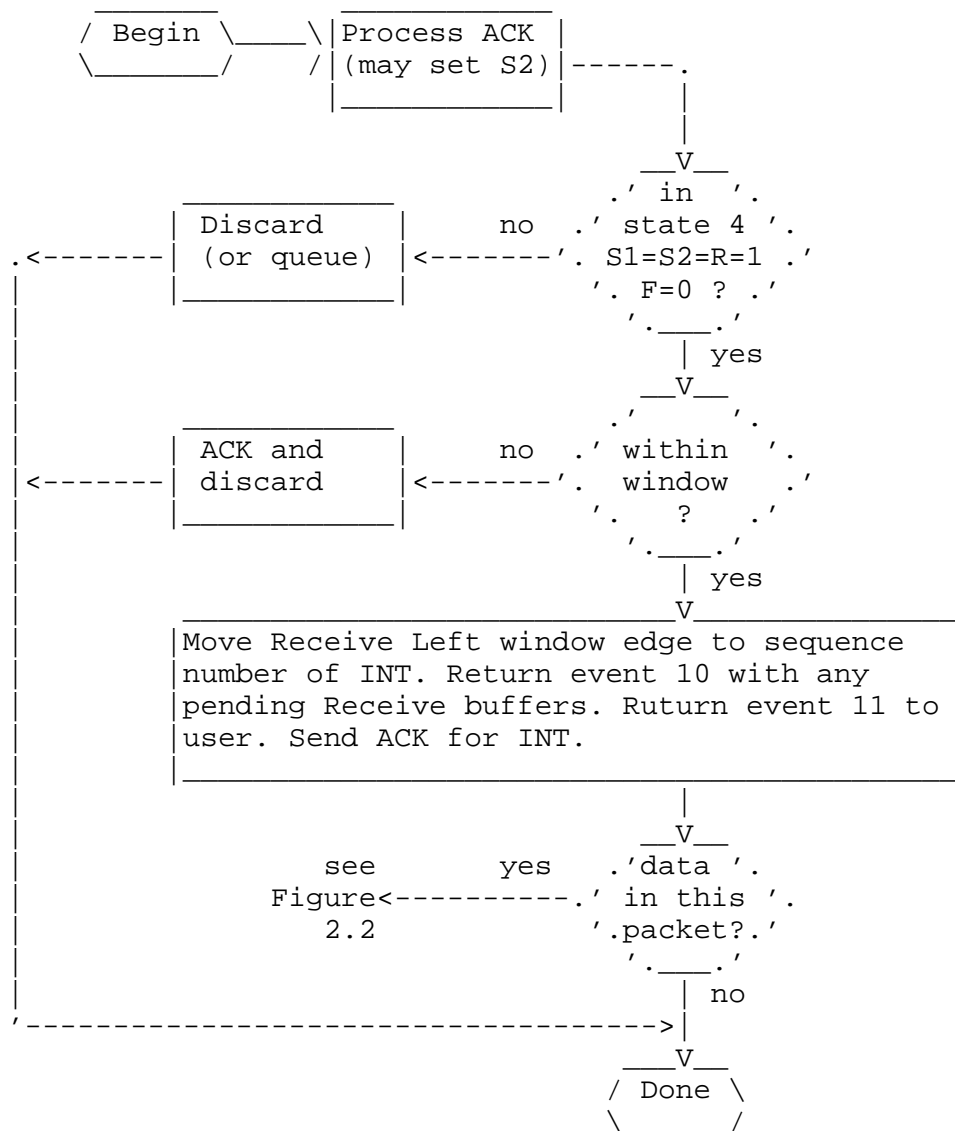 Begin
Process ACK
(may set S2)
in
state 4
S1=S2=R=1
F=0 ?
no
Discard
(or queue)
yes
within
window
?
no
ACK and
discard
yes
Move Receive Left window edge to sequence
number of INT. Return event 10 with any
pending Receive buffers. Ruturn event 11 to
user. Send ACK for INT.
data
in this
packet?
yes
see
Figure
2.2
no
Done